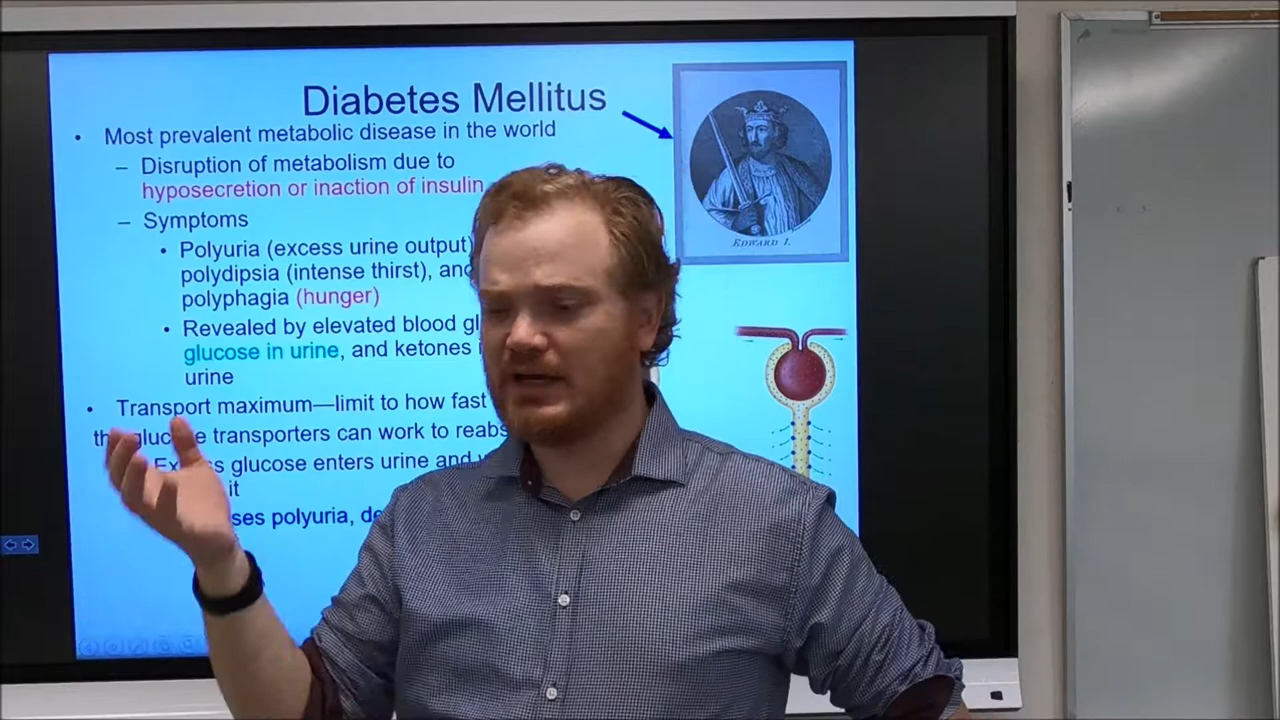 Diabetes Mellitus
• Most prevalent metabolic disease in the world
– Disruption of metabolism due to
hyposecretion or inaction of insulin
– Symptoms
• Polyuria (excess urine output)
polydipsia (intense thirst), and
polyphagia (hunger)
• Revealed by elevated blood
glucose in urine, and ketones
urine
• Transport maximum—limit to how fast
glucose transporters can work to
glucose enters urine and
it
polyuria,
EDWARD I.